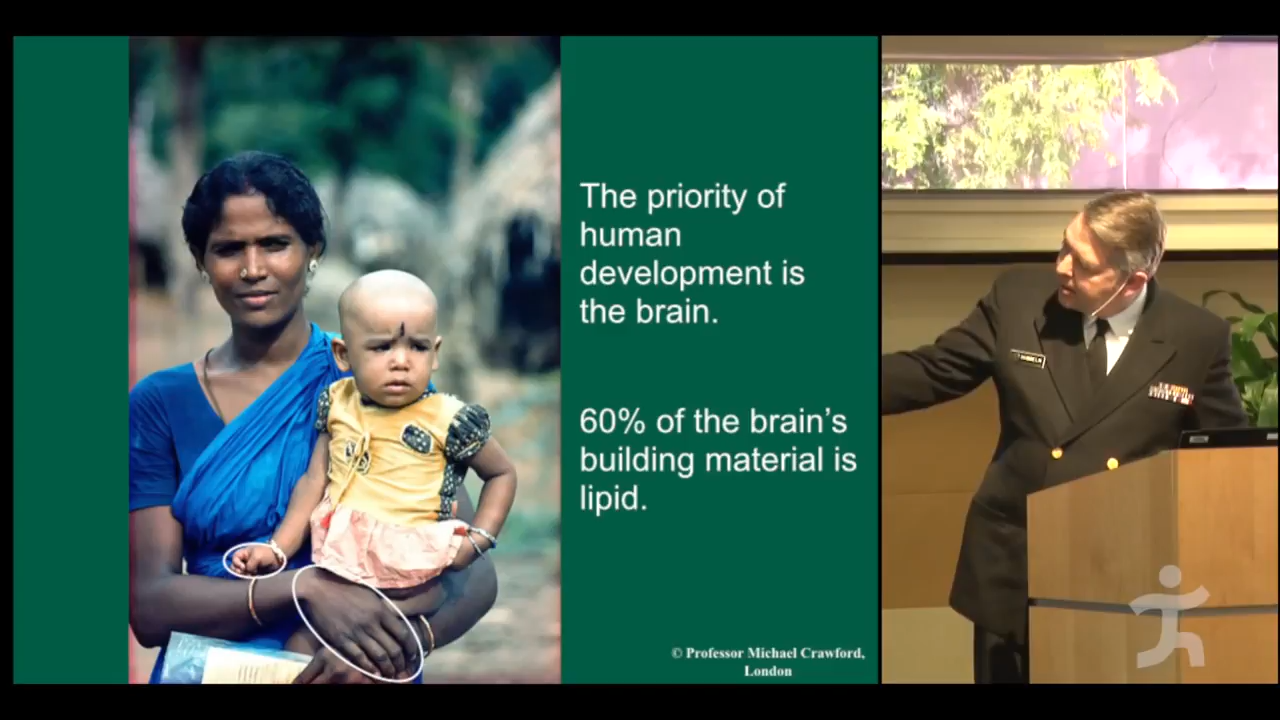 The priority of
human
development is
the brain.
60% of the brain’s
building material is
lipid.
© Professor Michael Crawford,
London